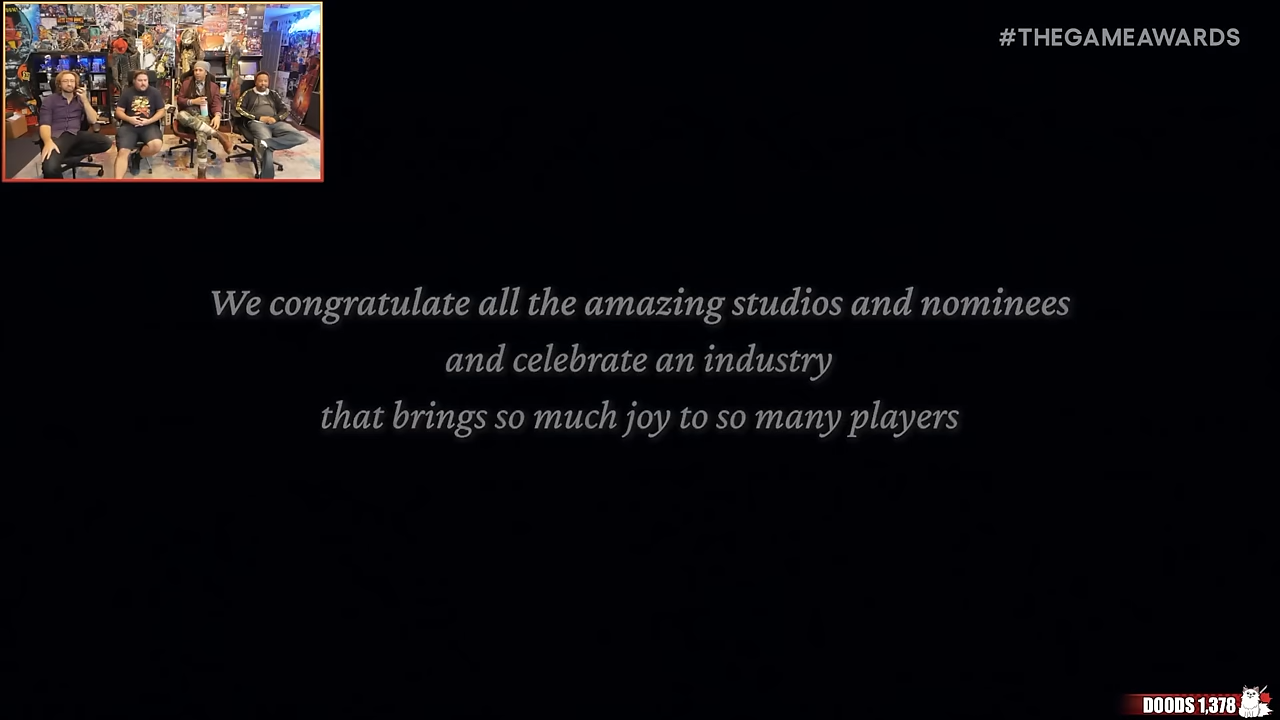 #THEGAMEAWARDS
We congratulate all the amazing studios and nominees
and celebrate an industry
that brings so much joy to so many players
DOODS 1,378